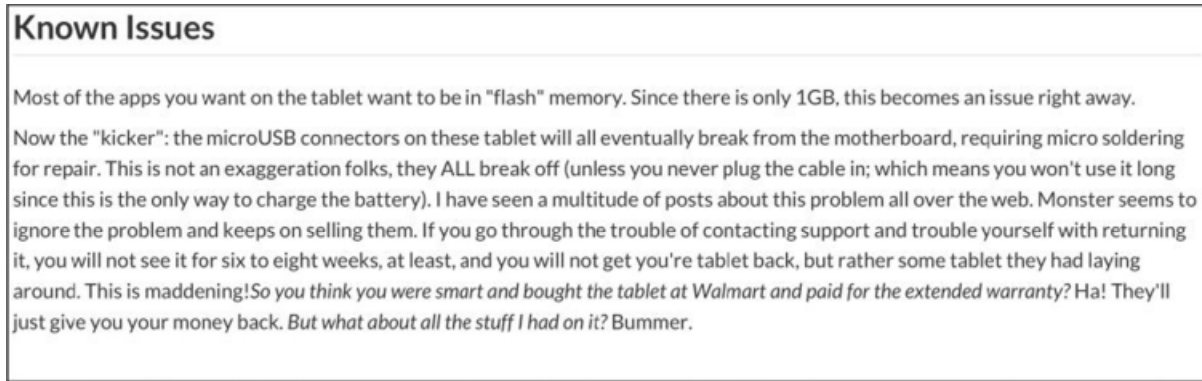 Known Issues
Most of the apps you want on the tablet want to be in "flash" memory. Since there is only 1GB, this becomes an issue right away.
Now the "kicker": the microUSB connectors on these tablet will all eventually break from the motherboard, requiring micro soldering
for repair. This is not an exaggeration folks, they ALL break off (unless you never plug the cable in; which means you won't use it long
since this is the only way to charge the battery). I have seen a multitude of posts about this problem all over the web. Monster seems to
ignore the problem and keeps on selling them. If you go through the trouble of contacting support and trouble yourself with returning
it, you will not see it for six to eight weeks, at least, and you will not get you're tablet back, but rather some tablet they had laying
around. This is maddening!So you think you were smart and bought the tablet at Walmart and paid for the extended warranty? Ha! They'll
just give you your money back. But what about all the stuff I had on it? Bummer.